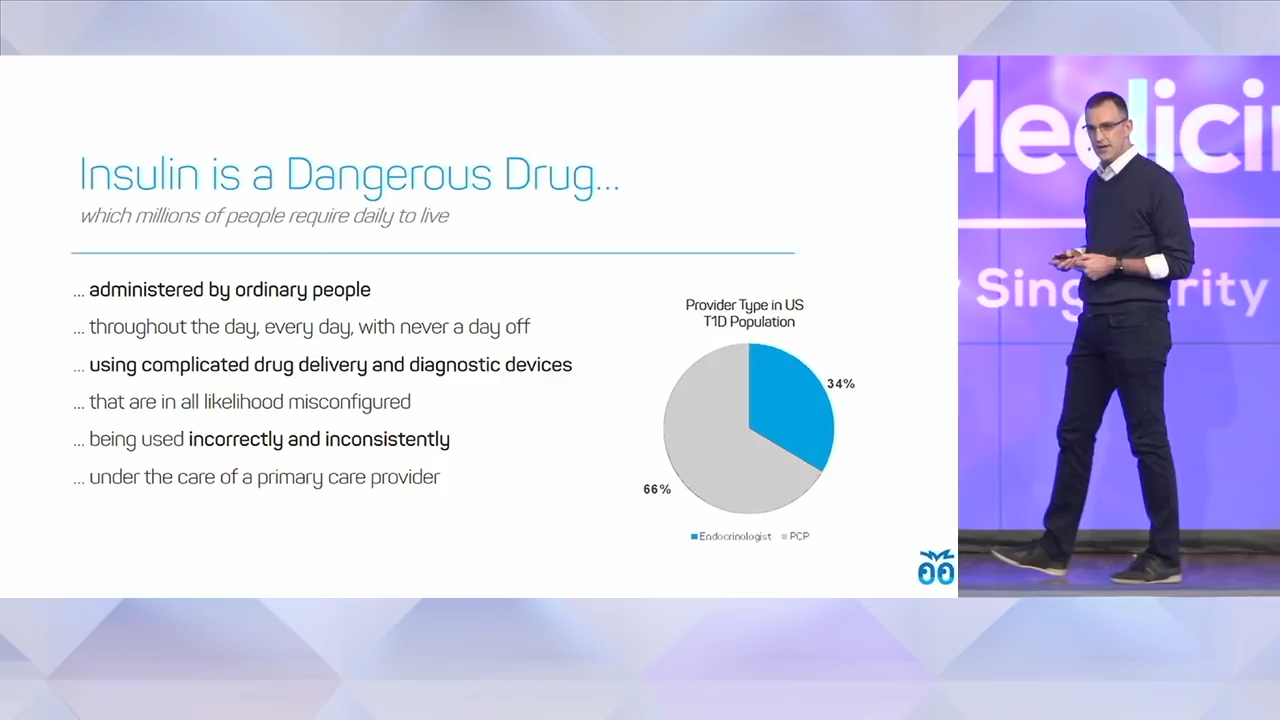 Insulin is a Dangerous Drug...
which millions of people require daily to live
... administered by ordinary people
... throughout the day, every day, with never a day off
... using complicated drug delivery and diagnostic devices
... that are in all likelihood misconfigured
... being used incorrectly and inconsistently
... under the care of a primary care provider
Provider Type in US
T1D Population
34%
66%
Endocrinologist PCP
Medicin
Sing rity